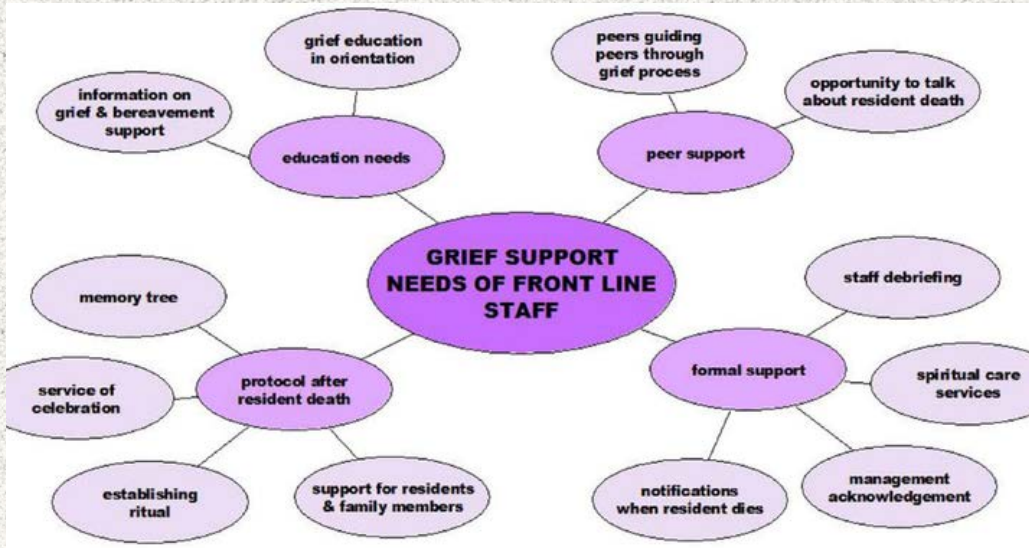 grief education
in orientation
information on
grief & bereavement
support
education needs
peers guiding
peers through
grief process
opportunity to talk
about resident death
peer support
GRIEF SUPPORT
NEEDS OF FRONT LINE
STAFF
memory tree
service of
celebration
protocol after
resident death
establishing
ritual
support for residents
& family members
staff debriefing
formal support
spiritual care
services
notifications
when resident dies
management
acknowledgement